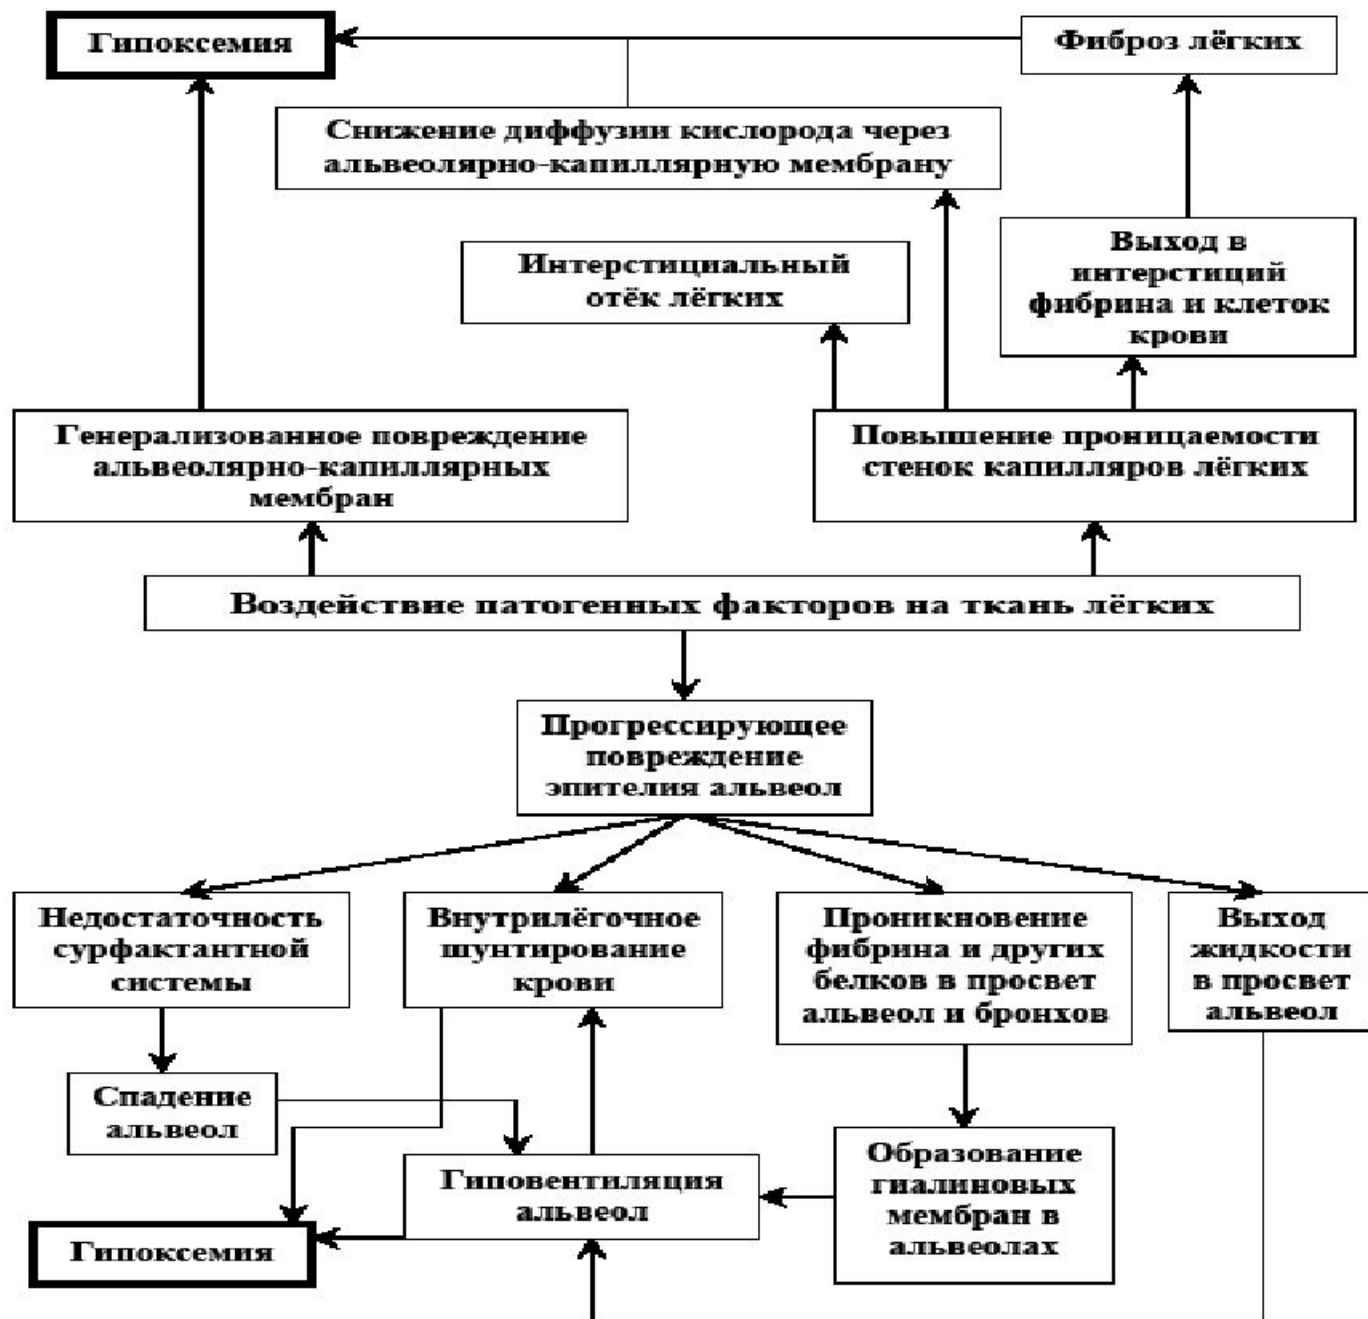 Гипоксемия
Фиброз лёгких
Снижение диффузии кислорода через
альвеолярно-капиллярную мембрану
Интерстициальный
отёк лёгких
Выход в
интерстиций
фибрина и клеток
крови
Генерализованное повреждение
альвеолярно-капиллярных
мембран
Повышение проницаемости
стенок капилляров лёгких
Воздействие патогенных факторов на ткань лёгких
Прогрессирующее
повреждение
эпителия альвеол
Недостаточность
сурфактантной
системы
Внутрилёгочное
шунтирование
крови
Проникновение
фибрина и других
белков в просвет
альвеол и бронхов
Выход
жидкости
в просвет
альвеол
Спадение
альвеол
Гиповентиляция
альвеол
Образование
гиалиновых
мембран в
альвеолах
Гипоксемия